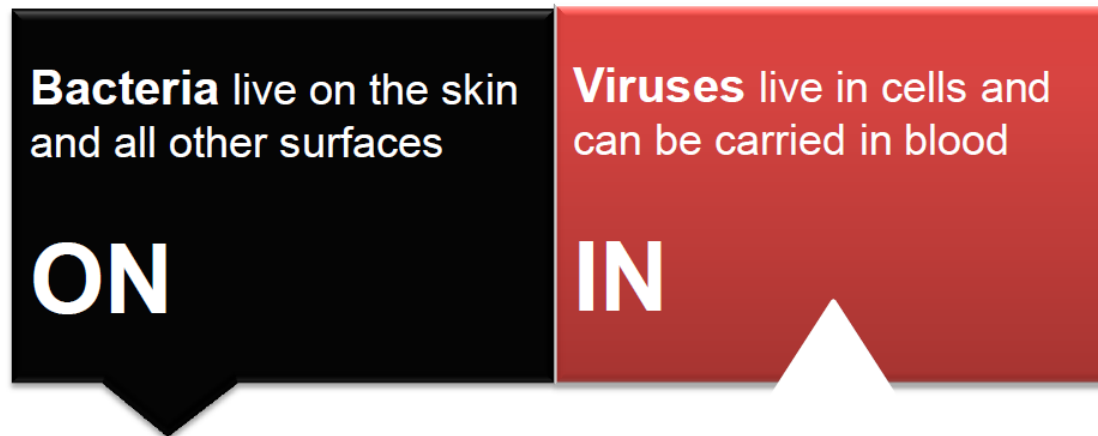 Bacteria live on the skin
and all other surfaces
ON
Viruses live in cells and
can be carried in blood
IN